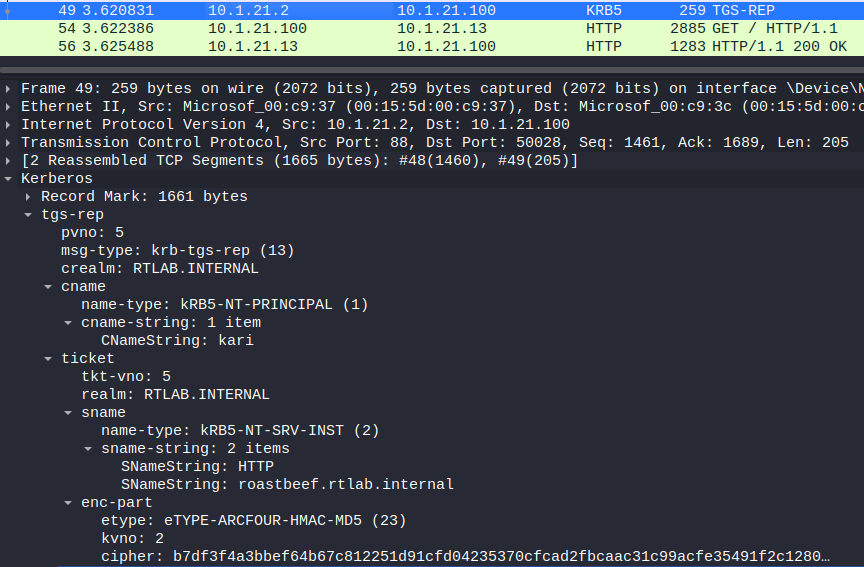 49 3.620831 10.1.21.2 10.1.21.100 KRB5 259 TGS-REP
54 3.622386 10.1.21.100 10.1.21.13 HTTP 2885 GET / HTTP/1.1
56 3.625488 10.1.21.13 10.1.21.100 HTTP 1283 HTTP/1.1 200 OK
Frame 49: 259 bytes on wire (2072 bits), 259 bytes captured (2072 bits) on interface \Device\N
Ethernet II, Src: Microsof_00:c9:37 (00:15:5d:00:c9:37), Dst: Microsof_00:c9:3c (00:15:5d:00:c
Internet Protocol Version 4, Src: 10.1.21.2, Dst: 10.1.21.100
Transmission Control Protocol, Src Port: 88, Dst Port: 50028, Seq: 1461, Ack: 1689, Len: 205
[2 Reassembled TCP Segments (1665 bytes): #48(1460), #49(205)]
Kerberos
Record Mark: 1661 bytes
tgs-rep
pvno: 5
msg-type: krb-tgs-rep (13)
crealm: RTLAB.INTERNAL
cname
name-type: kRB5-NT-PRINCIPAL (1)
cname-string: 1 item
CNameString: kari
ticket
tkt-vno: 5
realm: RTLAB.INTERNAL
sname
name-type: kRB5-NT-SRV-INST (2)
sname-string: 2 items
SNameString: HTTP
SNameString: roastbeef.rtlab.internal
enc-part
etype: eTYPE-ARCFOUR-HMAC-MD5 (23)
kvno: 2
cipher: b7df3f4a3bbef64b67c812251d91cfd04235370cfcad2fbcaac31c99acfe35491f2c1280…